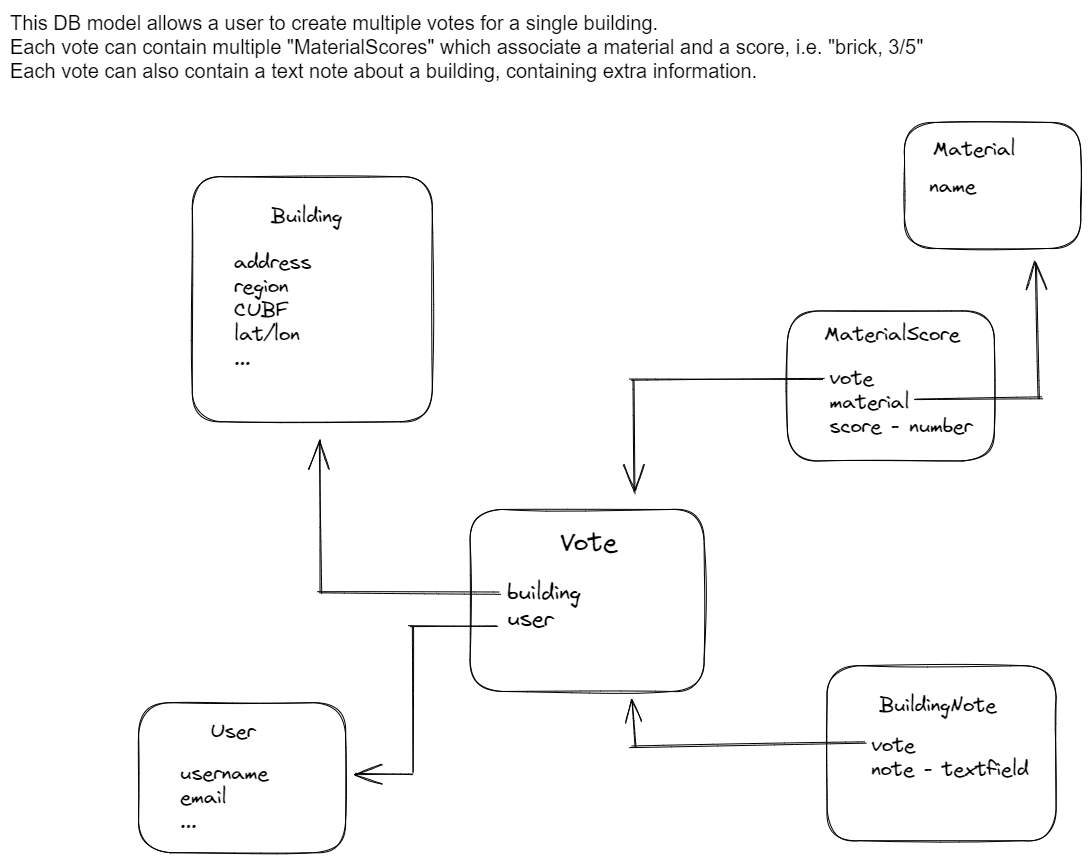 This DB model allows a user to create multiple votes for a single building.
Each vote can contain multiple "MaterialScores" which associate a material and a score, i.e. "brick, 3/5"
Each vote can also contain a text note about a building, containing extra information.
Material
name
Building
address
region
CUBF
lat/lon
...
MaterialScore
vote
material
score - number
Vote
building
user
User
username
email
...
BuildingNote
vote
note - textfield